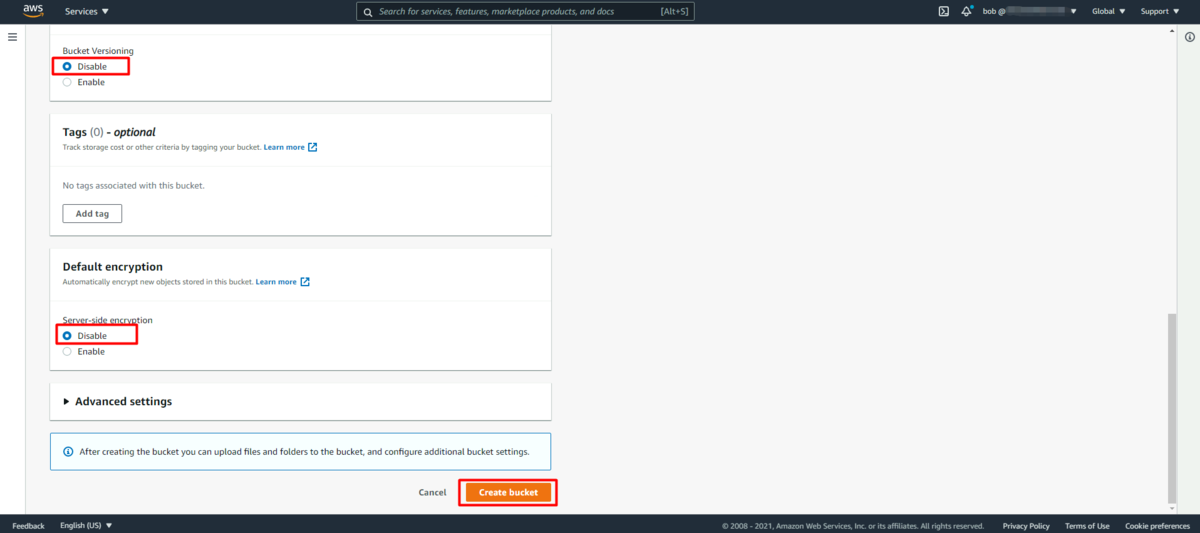 aws Services Search for services, features, marketplace products, and docs [Alt+S] bob @ Global Support
Bucket Versioning
Disable
Enable
Tags (0) - optional
Track storage cost or other criteria by tagging your bucket. Learn more
No tags associated with this bucket.
Add tag
Default encryption
Automatically encrypt new objects stored in this bucket. Learn more
Server-side encryption
Disable
Enable
Advanced settings
After creating the bucket you can upload files and folders to the bucket, and configure additional bucket settings.
Cancel Create bucket
Feedback English (US) © 2008 - 2021, Amazon Web Services, Inc. or its affiliates. All rights reserved. Privacy Policy Terms of Use Cookie preferences